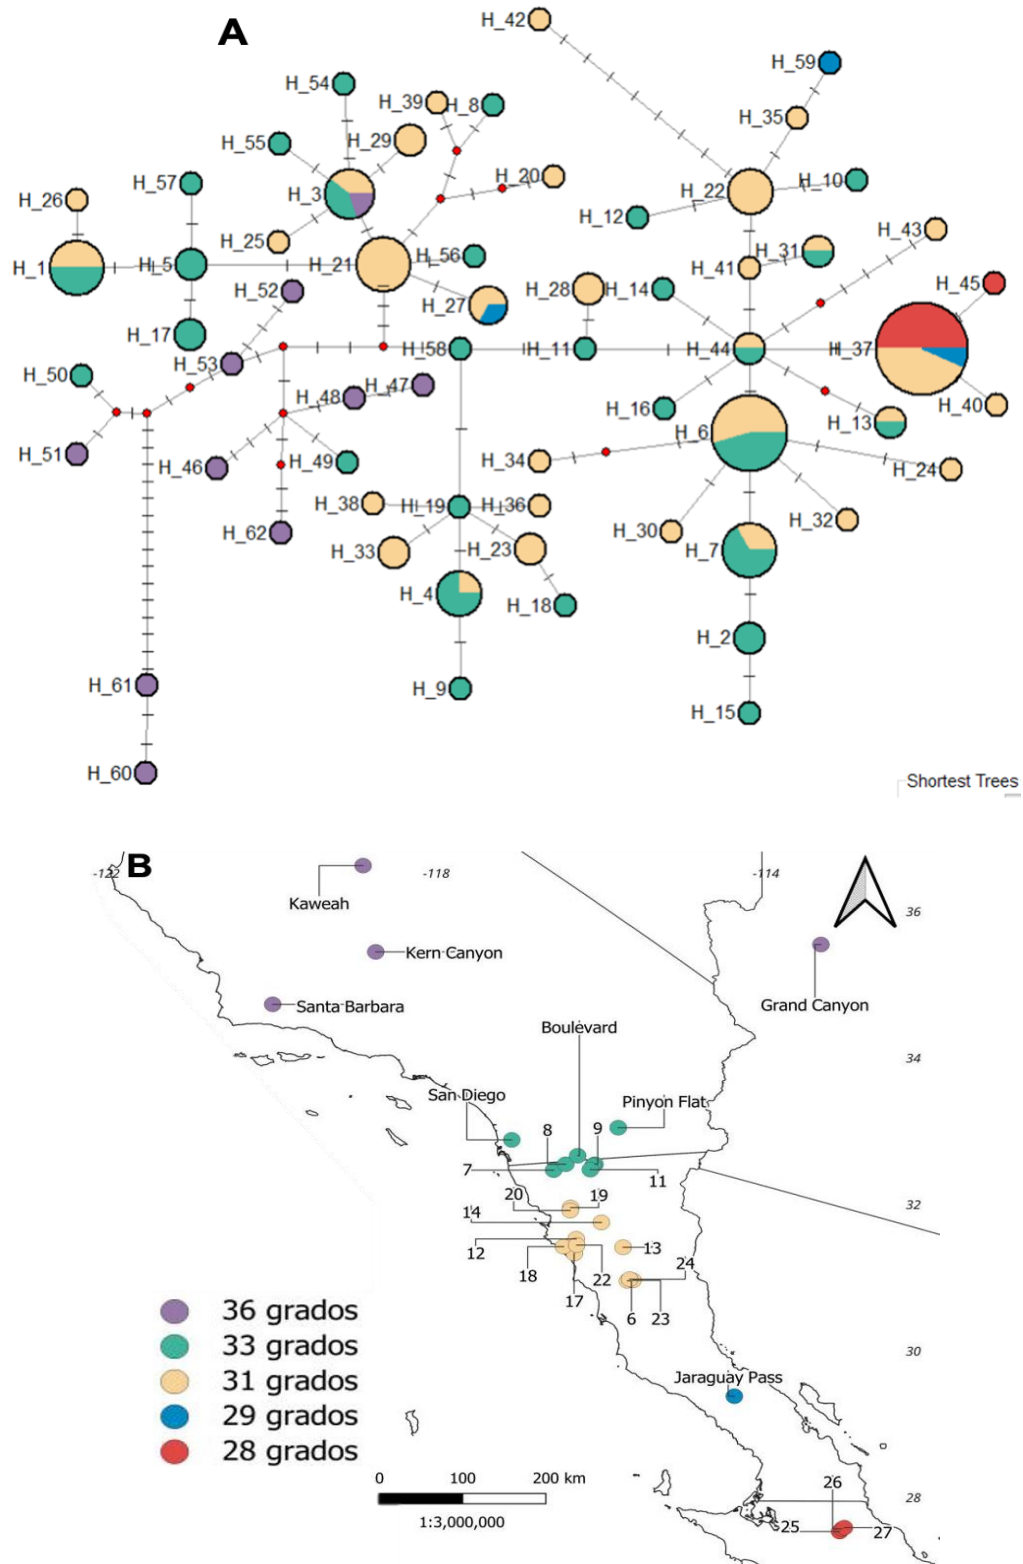 A
H_42
H_59
H_54
H_39
H_8
H_35
H_55
H_29
H_20
H_22
H_10
H_57
H_3
H_26
H_12
H_43
H_25
H_31
H_56
H_1
H_5
H_21
H_41
H_45
H_52
H_28
H_14
H_27
H_58
H_11
H_44
H_37
H_53
H_50
H_47
H_48
H_16
H_40
H_13
H_6
H_51
H_46
H_49
H_34
H_24
H_38
H_19
H_36
H_62
H_30
H_32
H_33
H_23
H_7
H_4
H_18
H_2
H_61
H_9
H_15
H_60
Shortest Trees
H_17
B
-122
-118
-114
Kaweah
36
Kern Canyon
Santa Barbara
Grand Canyon
Boulevard
34
San Diego
Pinyon Flat
8
9
7
11
20
19
32
14
12
13
18
22
24
17
6
23
36 grados
33 grados
30
31 grados
Jaraguay Pass
29 grados
28 grados
0
100
200 km
26
28
1:3,000,000
25
27